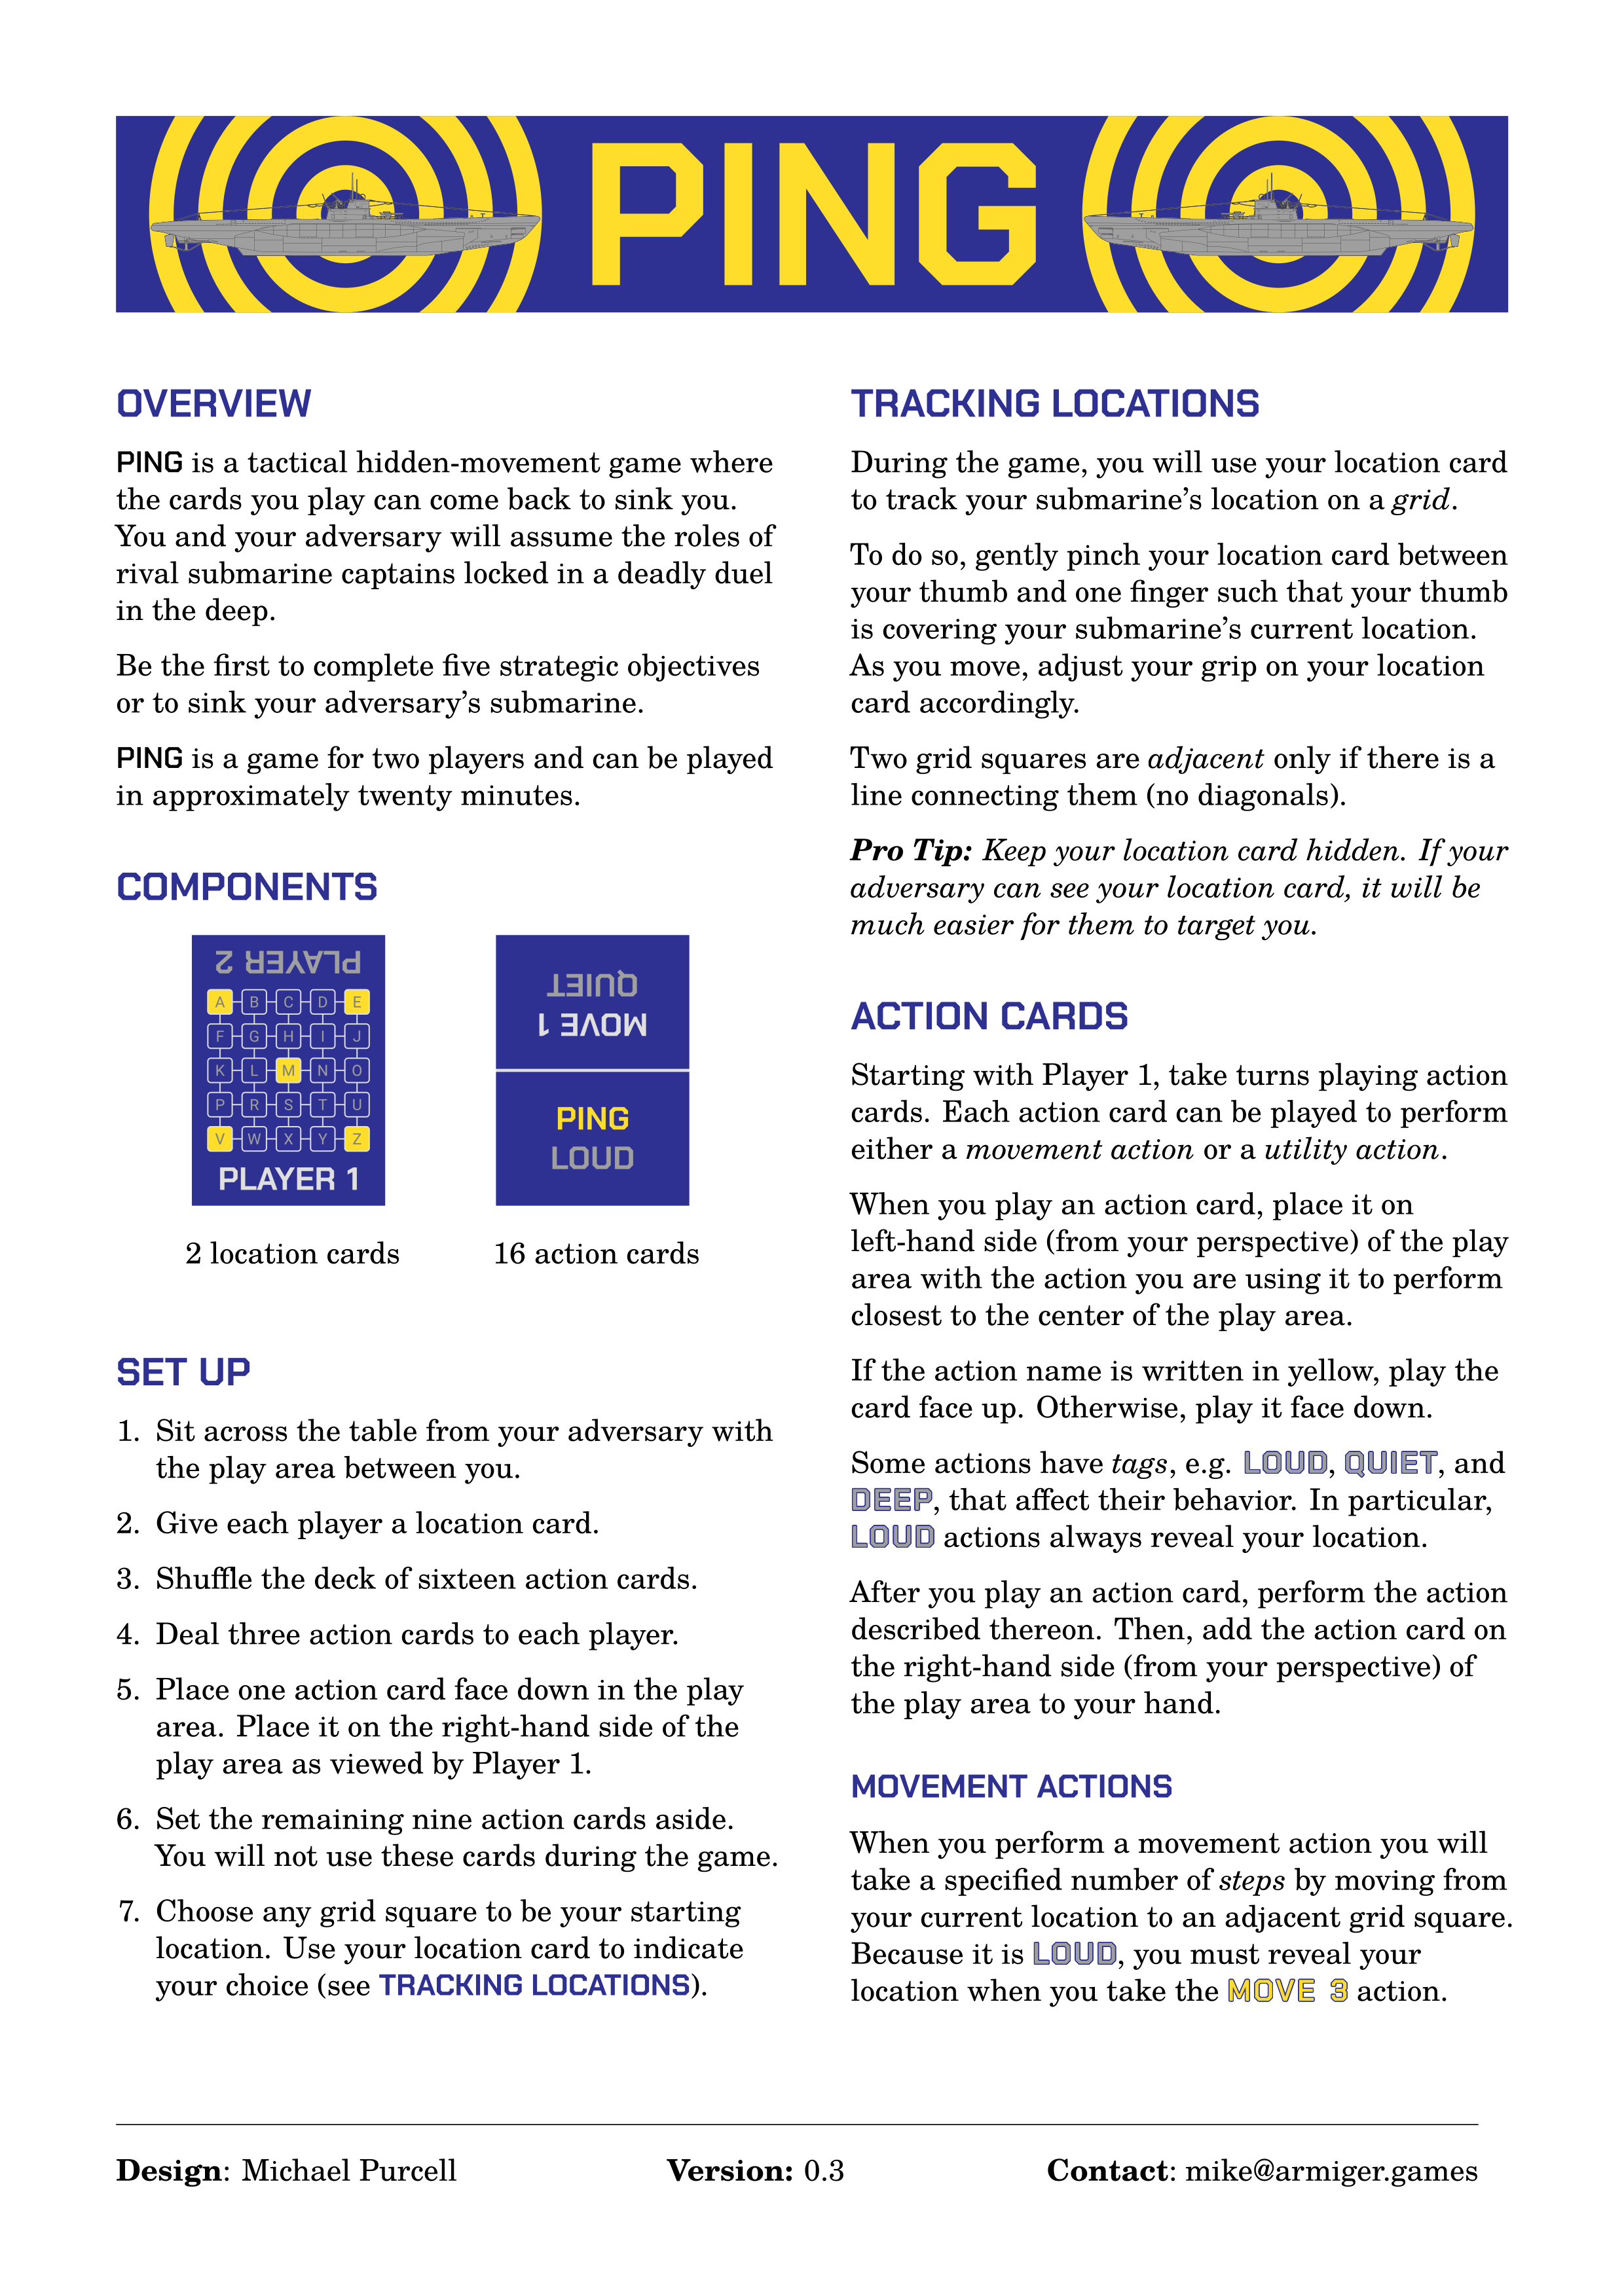 PING
OVERVIEW
PING is a tactical hidden-movement game where
the cards you play can come back to sink you.
You and your adversary will assume the roles of
rival submarine captains locked in a deadly duel
in the deep.
Be the first to complete five strategic objectives
or to sink your adversary's submarine.
PING is a game for two players and can be played
in approximately twenty minutes.
COMPONENTS
PLAYER 2
A B C D E
F G H I J
K L M N O
P R S T U
V W X Y Z
PLAYER 1
QUIET
MOVE 1
PING
LOUD
2 location cards
16 action cards
SET UP
1. Sit across the table from your adversary with
the play area between you.
2. Give each player a location card.
3. Shuffle the deck of sixteen action cards.
4. Deal three action cards to each player.
5. Place one action card face down in the play
area. Place it on the right-hand side of the
play area as viewed by Player 1.
6. Set the remaining nine action cards aside.
You will not use these cards during the game.
7. Choose any grid square to be your starting
location. Use your location card to indicate
your choice (see TRACKING LOCATIONS).
TRACKING LOCATIONS
During the game, you will use your location card
to track your submarine's location on a grid.
To do so, gently pinch your location card between
your thumb and one finger such that your thumb
is covering your submarine's current location.
As you move, adjust your grip on your location
card accordingly.
Two grid squares are adjacent only if there is a
line connecting them (no diagonals).
Pro Tip: Keep your location card hidden. If your
adversary can see your location card, it will be
much easier for them to target you.
ACTION CARDS
Starting with Player 1, take turns playing action
cards. Each action card can be played to perform
either a movement action or a utility action.
When you play an action card, place it on
left-hand side (from your perspective) of the play
area with the action you are using it to perform
closest to the center of the play area.
If the action name is written in yellow, play the
card face up. Otherwise, play it face down.
Some actions have tags, e.g. LOUD, QUIET, and
DEEP, that affect their behavior. In particular,
LOUD actions always reveal your location.
After you play an action card, perform the action
described thereon. Then, add the action card on
the right-hand side (from your perspective) of
the play area to your hand.
MOVEMENT ACTIONS
When you perform a movement action you will
take a specified number of steps by moving from
your current location to an adjacent grid square.
Because it is LOUD, you must reveal your
location when you take the MOVE 3 action.
Design: Michael Purcell
Version: 0.3
Contact: mike@armiger.games